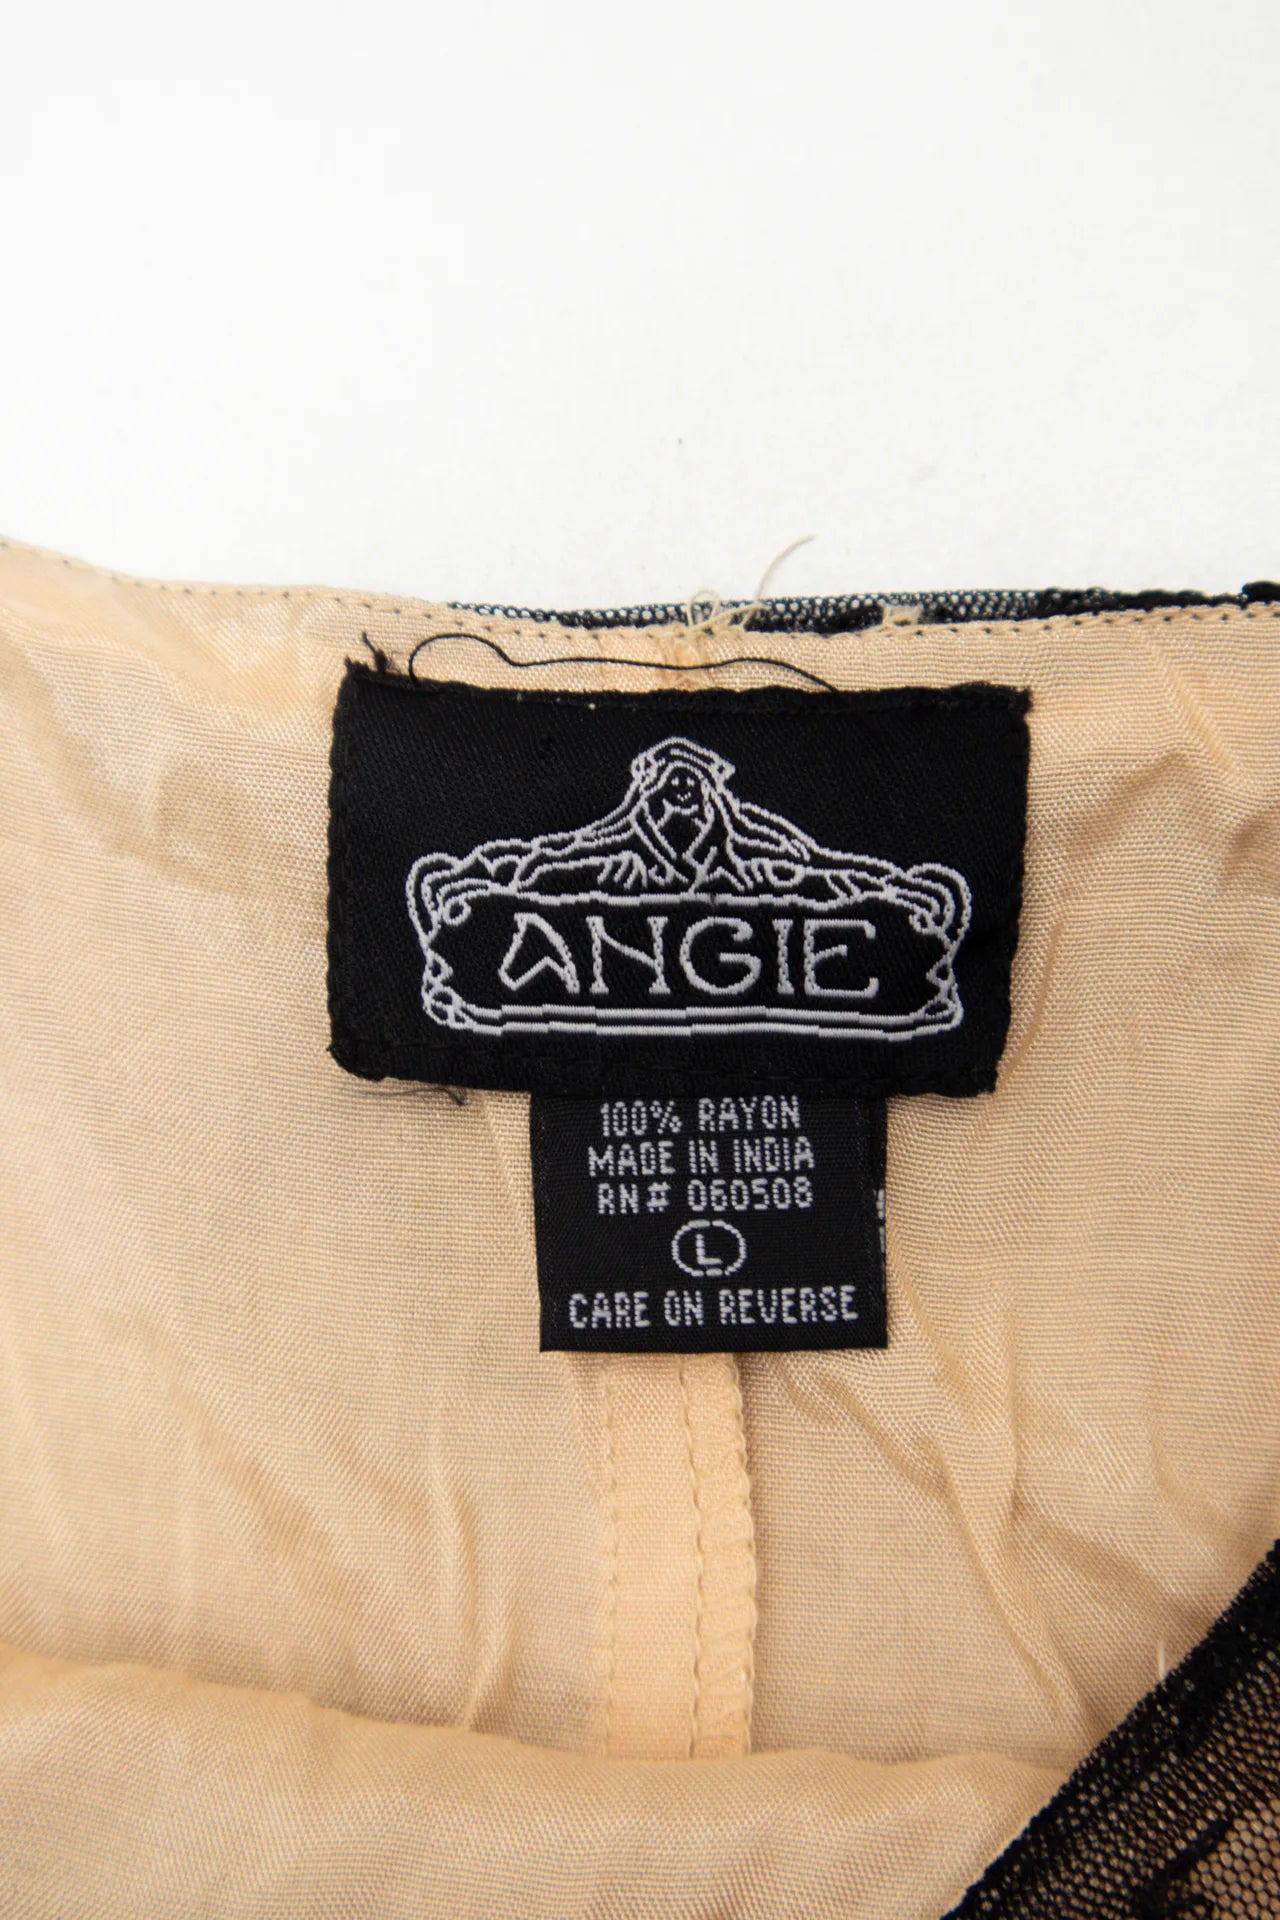 ANGIE
100% RAYON
MADE IN INDIA
RN# 060508
L
CARE ON REVERSE